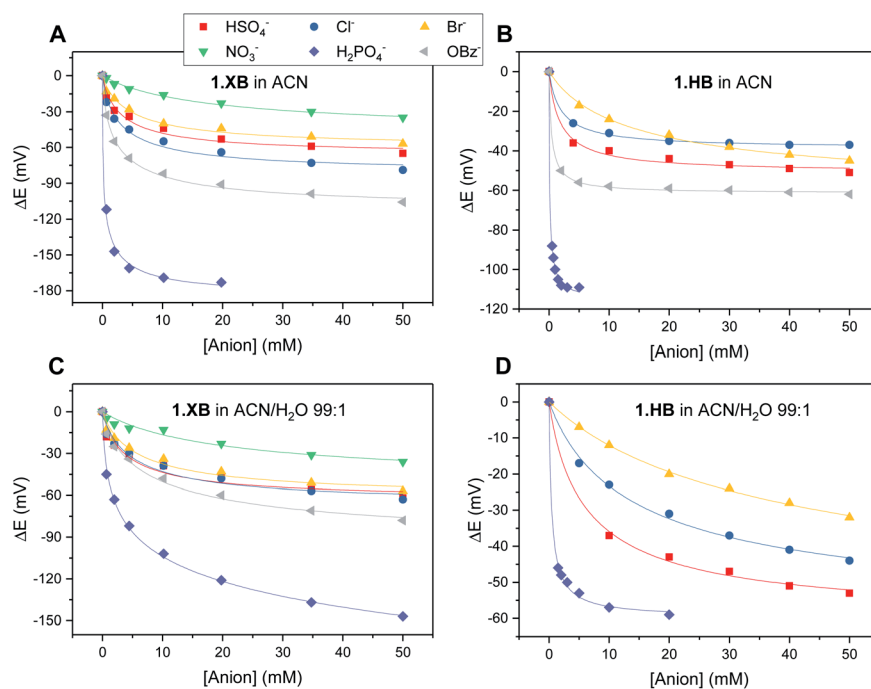 HSO₄⁻ Cl⁻ Br⁻
NO₃⁻ H₂PO₄⁻ OBz⁻
A
1.XB in ACN
0
-30
-60
-90
-120
-150
-180
ΔE (mV)
0 10 20 30 40 50
[Anion] (mM)
B
1.HB in ACN
0
-20
-40
-60
-80
-100
-120
ΔE (mV)
0 10 20 30 40 50
[Anion] (mM)
C
1.XB in ACN/H₂O 99:1
0
-30
-60
-90
-120
-150
ΔE (mV)
0 10 20 30 40 50
[Anion] (mM)
D
1.HB in ACN/H₂O 99:1
0
-10
-20
-30
-40
-50
-60
ΔE (mV)
0 10 20 30 40 50
[Anion] (mM)